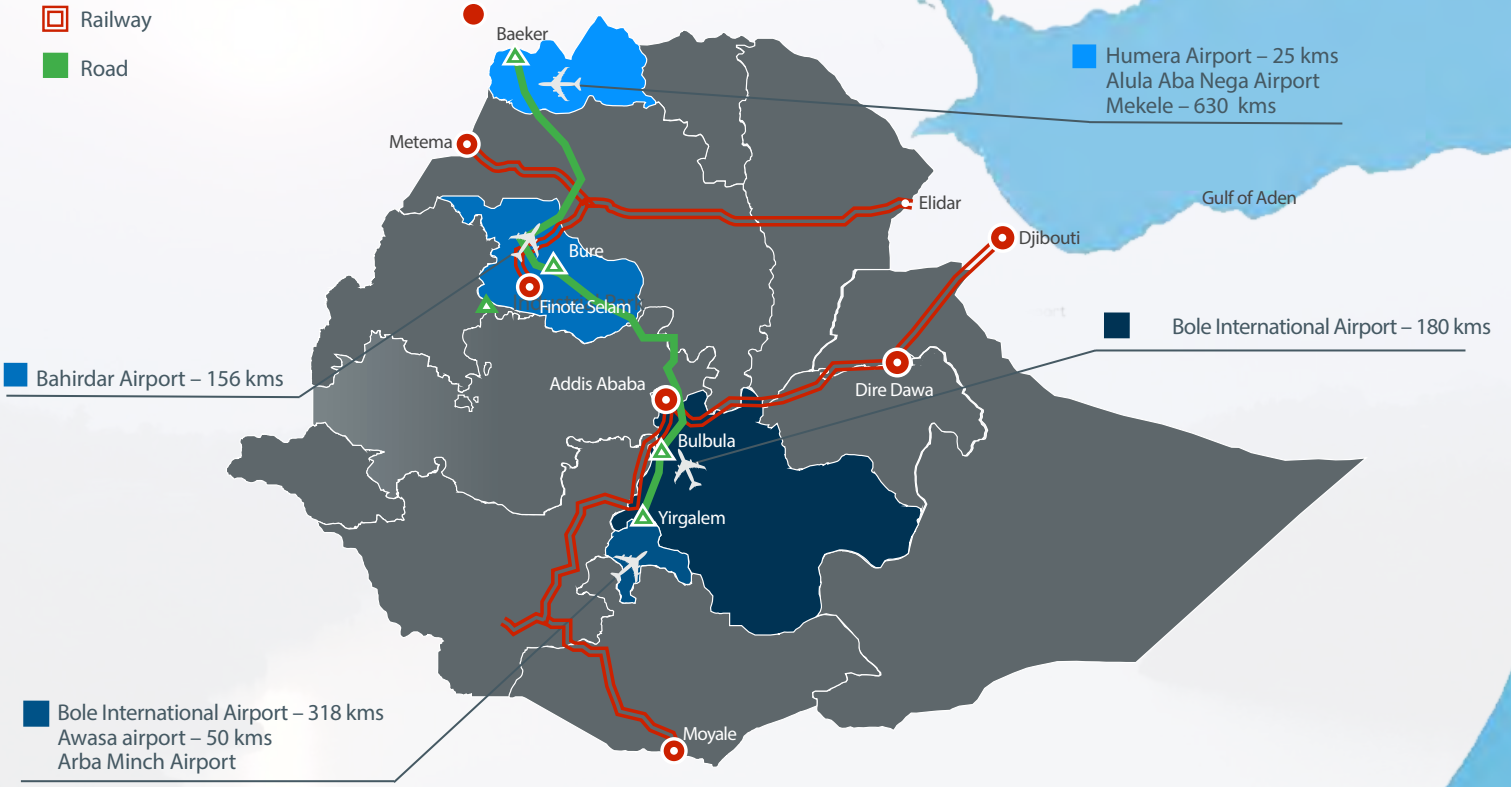 Railway
Road
Baeker
Humera Airport – 25 kms
Alula Aba Nega Airport
Mekele – 630 kms
Metema
Elidar
Gulf of Aden
Djibouti
Bure
Finote Selam
Bole International Airport – 180 kms
Bahirdar Airport – 156 kms
Addis Ababa
Dire Dawa
Bulbula
Yirgalem
Bole International Airport – 318 kms
Awasa airport – 50 kms
Arba Minch Airport
Moyale